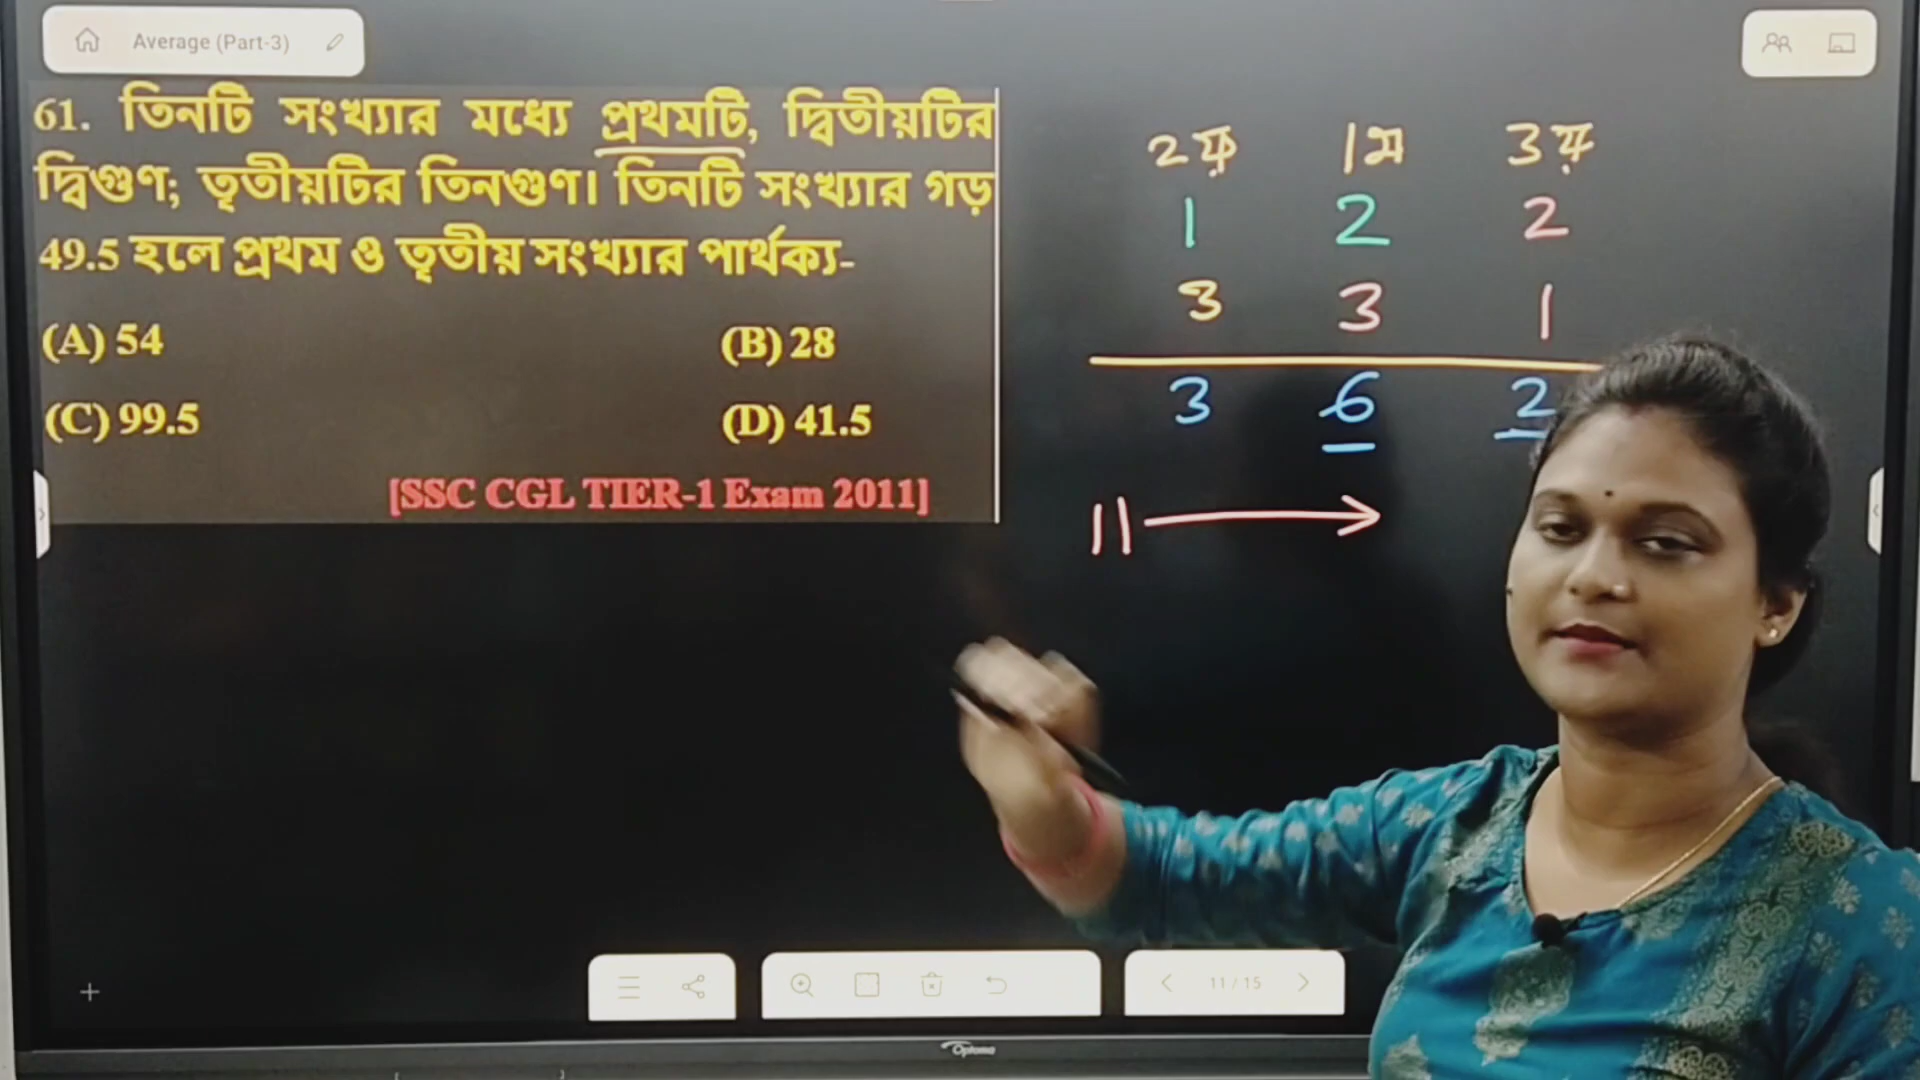 Average (Part-3)
61. তিনটি সংখ্যার মধ্যে প্রথমটি, দ্বিতীয়টির
দ্বিগুণ; তৃতীয়টির তিনগুণ। তিনটি সংখ্যার গড়
49.5 হলে প্রথম ও তৃতীয় সংখ্যার পার্থক্য-
(A) 54 (B) 28
(C) 99.5 (D) 41.5
[SSC CGL TIER-1 Exam 2011]
2য় 1ম 3য়
1 2 2
3 3 1
3 6 2
11 →
11 / 15
Optoma